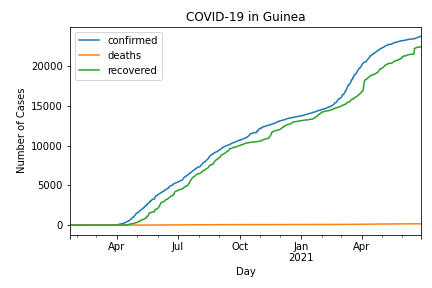 COVID-19 in Guinea
confirmed
deaths
recovered
Number of Cases
20000
15000
10000
5000
0
Apr Jul Oct Jan Apr
2021
Day